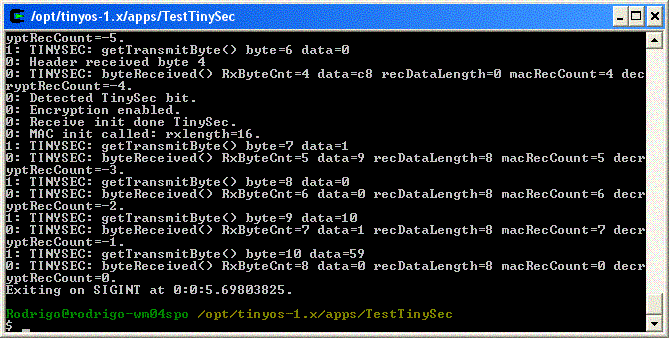 /opt/tinyos-1.x/apps/TestTinySec
yptRecCount=-5.
1: TINYSEC: getTransmitByte() byte=6 data=0
0: Header received byte 4
0: TINYSEC: byteReceived() RxByteCnt=4 data=c8 recDataLength=0 macRecCount=4 dec
ryptRecCount=-4.
0: Detected TinySec bit.
0: Encryption enabled.
0: Receive init done TinySec.
0: MAC init called: rxlength=16.
1: TINYSEC: getTransmitByte() byte=7 data=1
0: TINYSEC: byteReceived() RxByteCnt=5 data=9 recDataLength=8 macRecCount=5 decr
yptRecCount=-3.
1: TINYSEC: getTransmitByte() byte=8 data=0
0: TINYSEC: byteReceived() RxByteCnt=6 data=0 recDataLength=8 macRecCount=6 decr
yptRecCount=-2.
1: TINYSEC: getTransmitByte() byte=9 data=10
0: TINYSEC: byteReceived() RxByteCnt=7 data=1 recDataLength=8 macRecCount=7 decr
yptRecCount=-1.
1: TINYSEC: getTransmitByte() byte=10 data=59
0: TINYSEC: byteReceived() RxByteCnt=8 data=0 recDataLength=8 macRecCount=0 decr
yptRecCount=0.
Exiting on SIGINT at 0:0:5.69803825.
Rodrigo@rodrigo-wm04spo /opt/tinyos-1.x/apps/TestTinySec
$ _